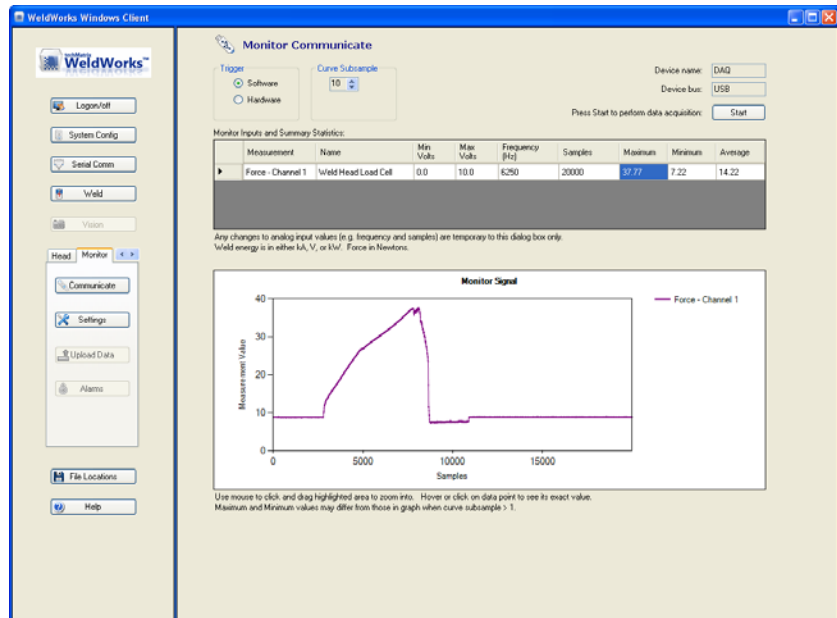 WeldWorks Windows Client
techMatrix
WeldWorks™
Logon/off
System Config
Serial Comm
Weld
Vision
Head Monitor
Communicate
Settings
Upload Data
Alarms
File Locations
Help
Monitor Communicate
Trigger
Software
Hardware
Curve Subsample
10
Device name: DAQ
Device bus: USB
Press Start to perform data acquisition: Start
Monitor Inputs and Summary Statistics:
Measurement Name Min Volts Max Volts Frequency (Hz) Samples Maximum Minimum Average
Force - Channel 1 Weld Head Load Cell 0.0 10.0 6250 20000 37.77 7.22 14.22
Any changes to analog input values (e.g. frequency and samples) are temporary to this dialog box only.
Weld energy is in either kA, V, or kW. Force in Newtons.
Monitor Signal
Force - Channel 1
Measurement Value
40
30
20
10
0
0 5000 10000 15000
Samples
Use mouse to click and drag highlighted area to zoom into. Hover or click on data point to see its exact value.
Maximum and Minimum values may differ from those in graph when curve subsample > 1.